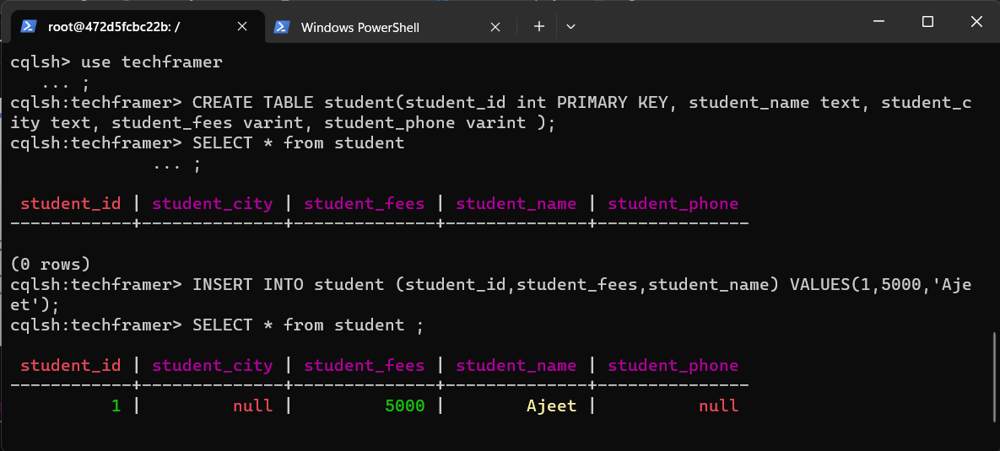 root@472d5fcbc22b: /
Windows PowerShell
cqlsh> use techframer
   ... ;
cqlsh:techframer> CREATE TABLE student(student_id int PRIMARY KEY, student_name text, student_c
ity text, student_fees varint, student_phone varint );
cqlsh:techframer> SELECT * from student
              ... ;
 student_id | student_city | student_fees | student_name | student_phone
------------+--------------+--------------+--------------+---------------
(0 rows)
cqlsh:techframer> INSERT INTO student (student_id,student_fees,student_name) VALUES(1,5000,'Aje
et');
cqlsh:techframer> SELECT * from student ;
 student_id | student_city | student_fees | student_name | student_phone
------------+--------------+--------------+--------------+---------------
          1 |         null |         5000 |        Ajeet |          null